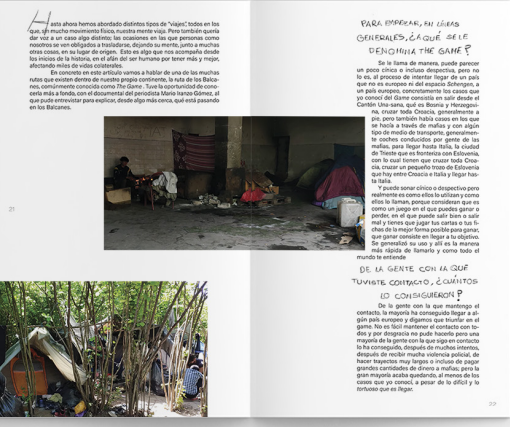 Hasta ahora hemos abordado distintos tipos de "viajes", todos en los
que, sin mucho movimiento físico, nuestra mente viaja. Pero también quería
dar voz a un caso algo distinto; las ocasiones en las que personas como
nosotros se ven obligados a trasladarse, dejando su mente, junto a muchas
otras cosas, en su lugar de origen. Esto es algo que nos acompaña desde
los inicios de la historia, en el afán del ser humano por tener más y mejor,
afectando miles de vidas colaterales.
En concreto en este artículo vamos a hablar de una de las muchas
rutas que existen dentro de nuestro propio continente, la ruta de los Balca-
nes, comúnmente conocida como The Game. Tuve la oportunidad de cono-
cerla más a fondo, con el documental del periodista Mario Iranzo Gómez, al
que pude entrevistar para explicar, desde algo más cerca, qué está pasando
en los Balcanes.
21
PARA EMPEZAR, EN LÍNEAS
GENERALES, ¿A QUÉ SE LE
DENOMINA THE GAME?
Se le llama de manera, puede parecer
un poco cínica o incluso despectiva, pero no
lo es, al proceso de intentar llegar de un país
que no es europeo ni del espacio Schengen, a
un país europeo, concretamente los casos que
yo conocí del Game consistía en salir desde el
Cantón Una-sana, qué es Bosnia y Herzegovi-
na, cruzar toda Croacia, generalmente a
pie, pero también había casos en los que
se hacía a través de mafias y con algún
tipo de medio de transporte, generalmen-
te coches conducidos por gente de las
mafias, para llegar hasta Italia, la ciudad
de Trieste que es fronteriza con Eslovenia,
con lo cual tienen que cruzar toda Croa-
cia, cruzar un pequeño trozo de Eslovenia
que hay entre Croacia e Italia y llegar has-
ta Italia.
Y puede sonar cínico o despectivo pero
realmente es como ellos lo utilizan y como
ellos lo llaman, porque consideran que es
como un juego en el que puedes ganar o
perder, en el que puede salir bien o salir
mal y tienes que jugar tus cartas o tus fi-
chas de la mejor forma posible para ganar,
que ganar consiste en llegar a tu objetivo.
Se generalizó su uso y allí es la manera
más rápida de llamarlo y como todo el
mundo te entiende
DE LA GENTE CON LA QUÉ
TUVISTE CONTACTO, ¿CUÁNTOS
LO CONSIGUIERON?
De la gente con la que mantengo el
contacto, la mayoría ha conseguido llegar a al-
gún país europeo y digamos que triunfar en el
game. No es fácil mantener el contacto con to-
dos y por desgracia no pude hacerlo pero una
mayoría de la gente con la que sigo en contacto
lo ha conseguido, después de muchos intentos,
después de recibir mucha violencia policial, de
hacer trayectos muy largos o incluso de pagar
grandes cantidades de dinero a mafias; pero la
gran mayoría acaba quedando, al menos de los
casos que yo conocí, a pesar de lo difícil y lo
tortuoso que es llegar.
22